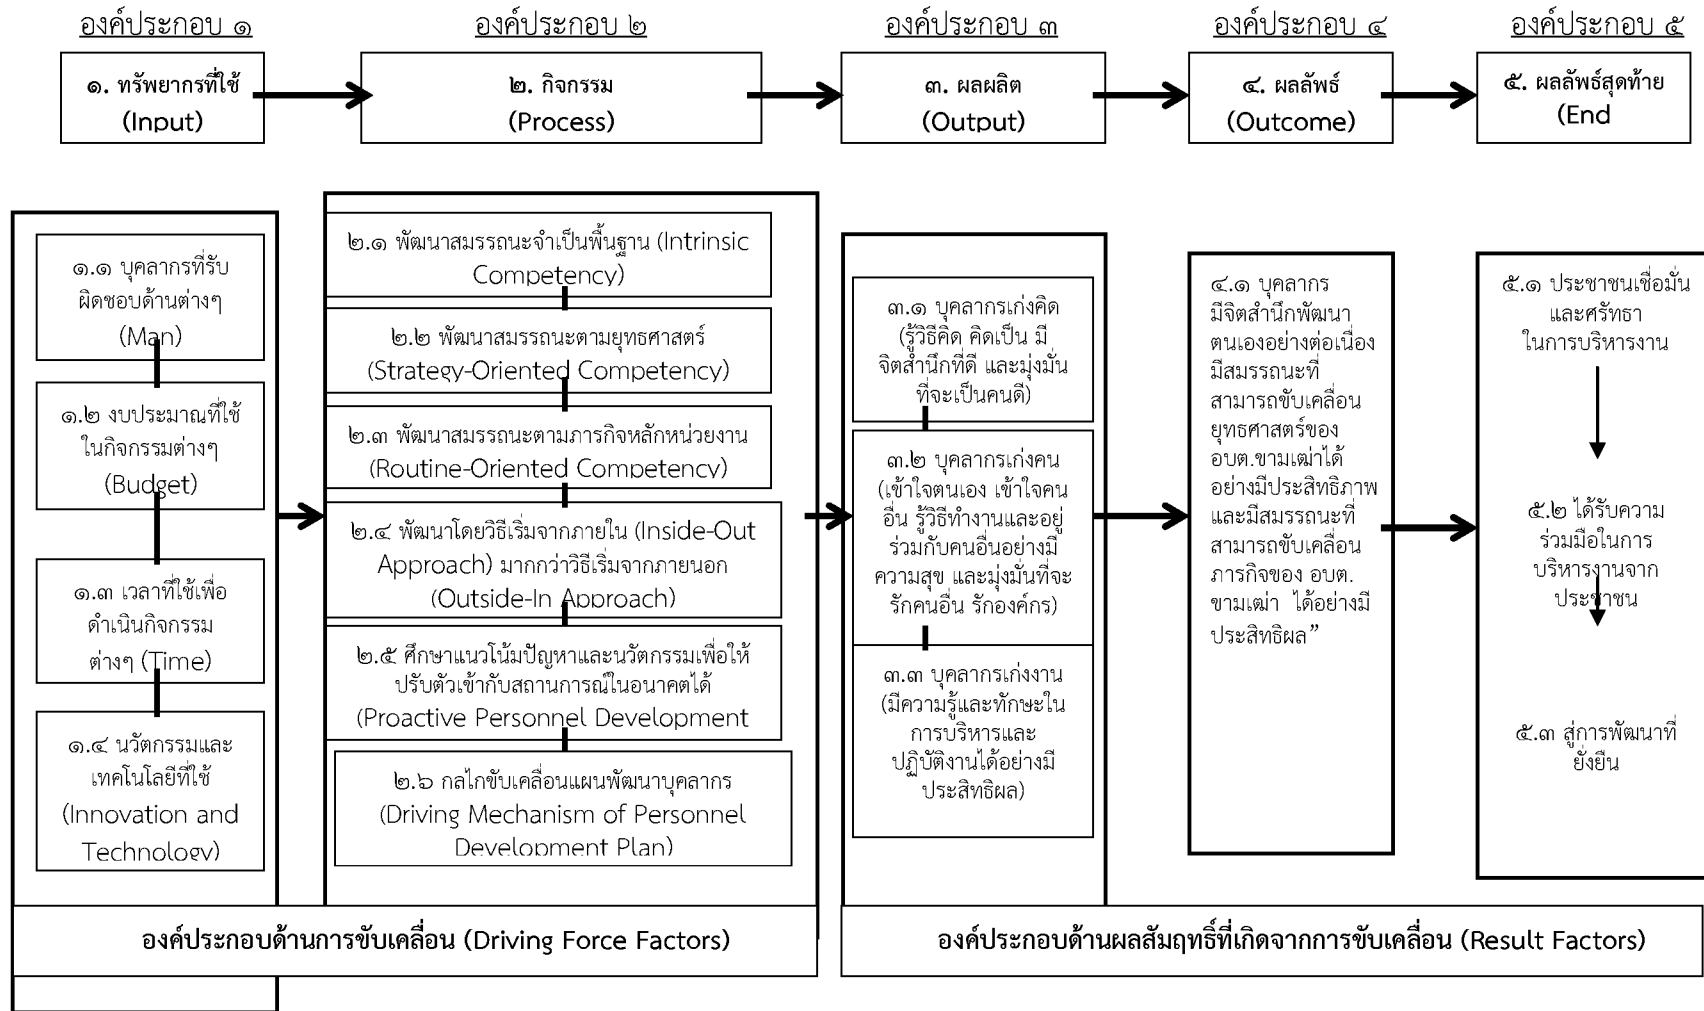 องค์ประกอบ ๑
องค์ประกอบ ๒
องค์ประกอบ ๓
องค์ประกอบ ๔
องค์ประกอบ ๕
๑. ทรัพยากรที่ใช้
(Input)
๒. กิจกรรม
(Process)
๓. ผลผลิต
(Output)
๔. ผลลัพธ์
(Outcome)
๕. ผลลัพธ์สุดท้าย
(End
๑.๑ บุคลากรที่รับ
ผิดชอบด้านต่างๆ
(Man)
๑.๒ งบประมาณที่ใช้
ในกิจกรรมต่างๆ
(Budget)
๑.๓ เวลาที่ใช้เพื่อ
ดำเนินกิจกรรม
ต่างๆ (Time)
๑.๔ นวัตกรรมและ
เทคโนโลยีที่ใช้
(Innovation and
Technology)
๒.๑ พัฒนาสมรรถนะจำเป็นพื้นฐาน (Intrinsic
Competency)
๒.๒ พัฒนาสมรรถนะตามยุทธศาสตร์
(Strategy-Oriented Competency)
๒.๓ พัฒนาสมรรถนะตามภารกิจหลักหน่วยงาน
(Routine-Oriented Competency)
๒.๔ พัฒนาโดยวิธีเริ่มจากภายใน (Inside-Out
Approach) มากกว่าวิธีเริ่มจากภายนอก
(Outside-In Approach)
๒.๕ ศึกษาแนวโน้มปัญหาและนวัตกรรมเพื่อให้
ปรับตัวเข้ากับสถานการณ์ในอนาคตได้
(Proactive Personnel Development
๒.๖ กลไกขับเคลื่อนแผนพัฒนาบุคลากร
(Driving Mechanism of Personnel
Development Plan)
๓.๑ บุคลากรเก่งคิด
(รู้วิธีคิด คิดเป็น มี
จิตสำนึกที่ดี และมุ่งมั่น
ที่จะเป็นคนดี)
๓.๒ บุคลากรเก่งคน
(เข้าใจตนเอง เข้าใจคน
อื่น รู้วิธีทำงานและอยู่
ร่วมกับคนอื่นอย่างมี
ความสุข และมุ่งมั่นที่จะ
รักคนอื่น รักองค์กร)
๓.๓ บุคลากรเก่งงาน
(มีความรู้และทักษะใน
การบริหารและ
ปฏิบัติงานได้อย่างมี
ประสิทธิผล)
๔.๑ บุคลากร
มีจิตสำนึกพัฒนา
ตนเองอย่างต่อเนื่อง
มีสมรรถนะที่
สามารถขับเคลื่อน
ยุทธศาสตร์ของ
อบต.ขามเฒ่าได้
อย่างมีประสิทธิภาพ
และมีสมรรถนะที่
สามารถขับเคลื่อน
ภารกิจของ อบต.
ขามเฒ่า ได้อย่างมี
ประสิทธิผล”
๕.๑ ประชาชนเชื่อมั่น
และศรัทธา
ในการบริหารงาน
๕.๒ ได้รับความ
ร่วมมือในการ
บริหารงานจาก
ประชาชน
๕.๓ สู่การพัฒนาที่
ยั่งยืน
องค์ประกอบด้านการขับเคลื่อน (Driving Force Factors)
องค์ประกอบด้านผลสัมฤทธิ์ที่เกิดจากการขับเคลื่อน (Result Factors)